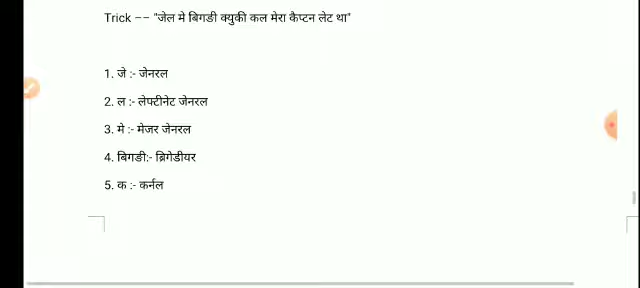 Trick –– "जेल मे बिगडी क्युकी कल मेरा कैप्टन लेट था"
1. जे :- जेनरल
2. ल :- लेफ्टीनेट जेनरल
3. मे :- मेजर जेनरल
4. बिगडी:- ब्रिगेडीयर
5. क :- कर्नल